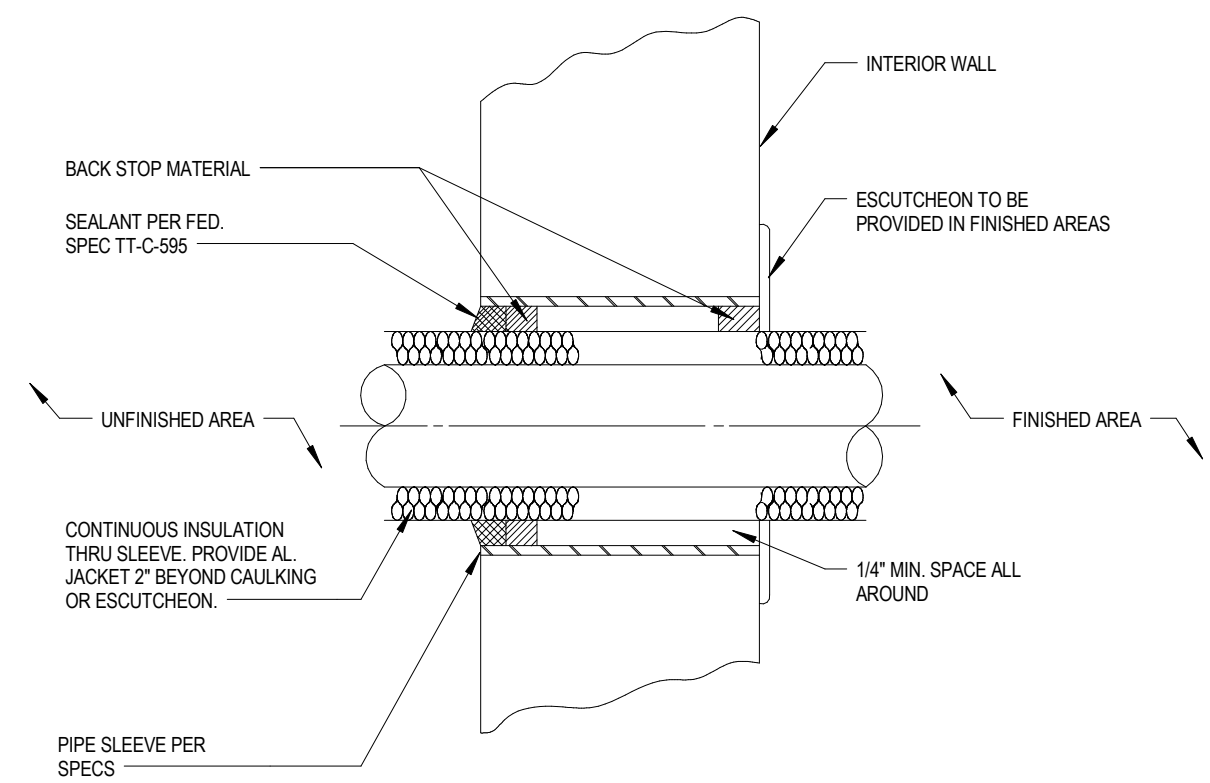 INTERIOR WALL
BACK STOP MATERIAL
ESCUTCHEON TO BE
PROVIDED IN FINISHED AREAS
SEALANT PER FED.
SPEC TT-C-595
UNFINISHED AREA
FINISHED AREA
CONTINUOUS INSULATION
THRU SLEEVE. PROVIDE AL.
JACKET 2" BEYOND CAULKING
OR ESCUTCHEON.
1/4" MIN. SPACE ALL
AROUND
PIPE SLEEVE PER
SPECS